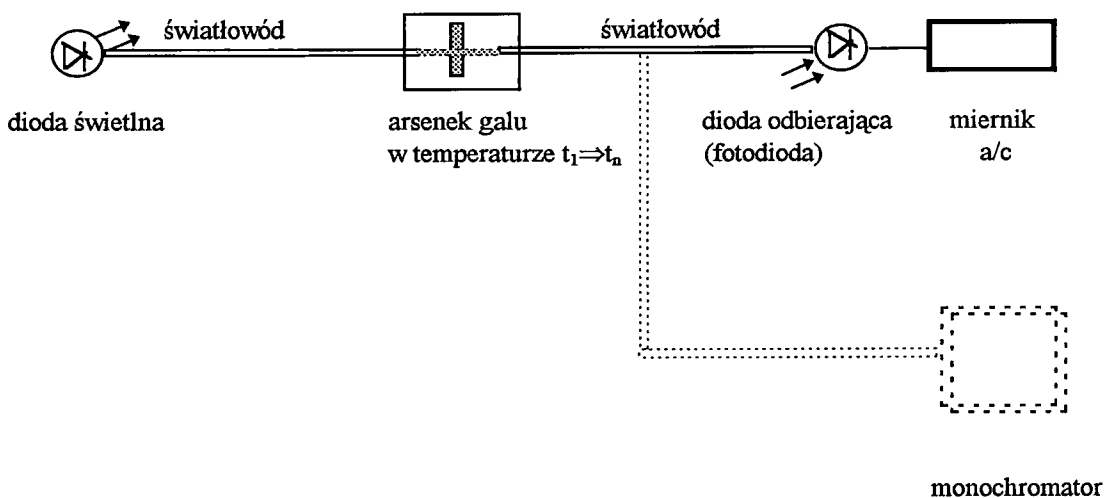 światłowód
światłowód
dioda świetlna
arsenek galu
w temperaturze t₁⇒tₙ
dioda odbierająca
(fotodioda)
miernik
a/c
monochromator